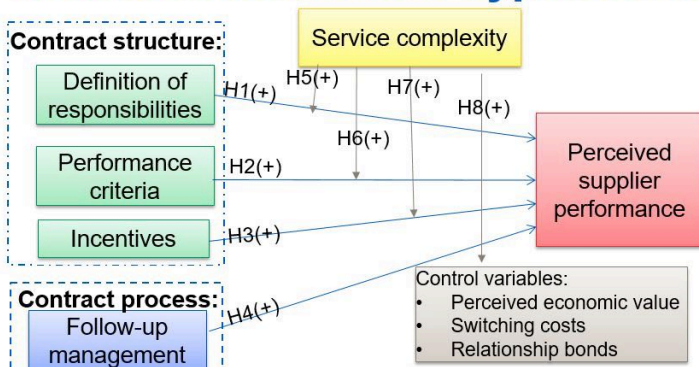 Contract structure:
Service complexity
Definition of
responsibilities
H1(+)
H5(+)
H7(+)
H8(+)
H6(+)
Performance
criteria
H2(+)
Perceived
supplier
performance
Incentives
H3(+)
Contract process:
H4(+)
Follow-up
management
Control variables:
• Perceived economic value
• Switching costs
• Relationship bonds